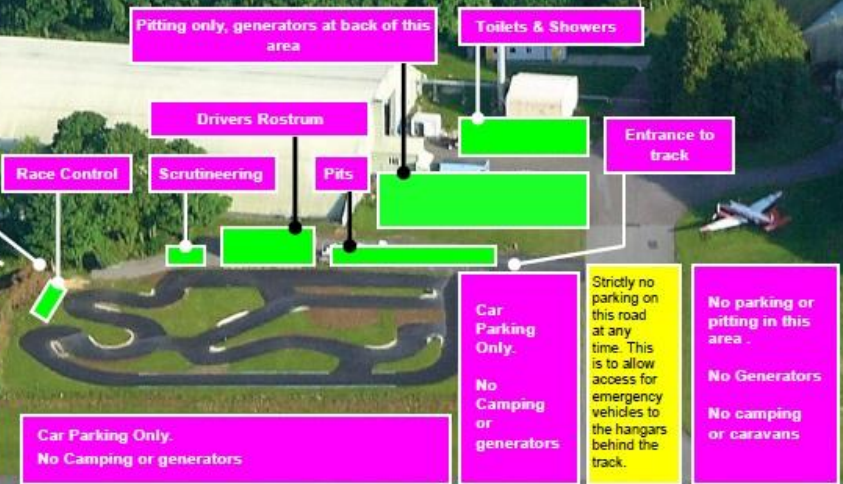 Pitting only, generators at back of this
area
Toilets & Showers
Drivers Rostrum
Entrance to
track
Race Control
Scrutineering
Pits
Car
Parking
Only.
No
Camping
or
generators
Strictly no
parking on
this road
at any
time. This
is to allow
access for
emergency
vehicles to
the hangars
behind the
track.
No parking or
pitting in this
area .
No Generators
No camping
or caravans
Car Parking Only.
No Camping or generators